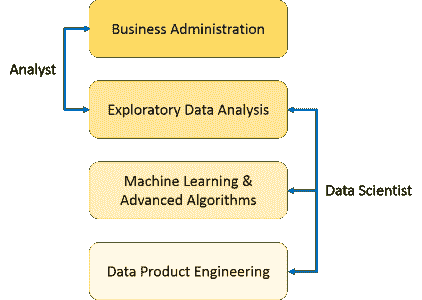 Business Administration
Analyst
Exploratory Data Analysis
Machine Learning &
Advanced Algorithms
Data Scientist
Data Product Engineering